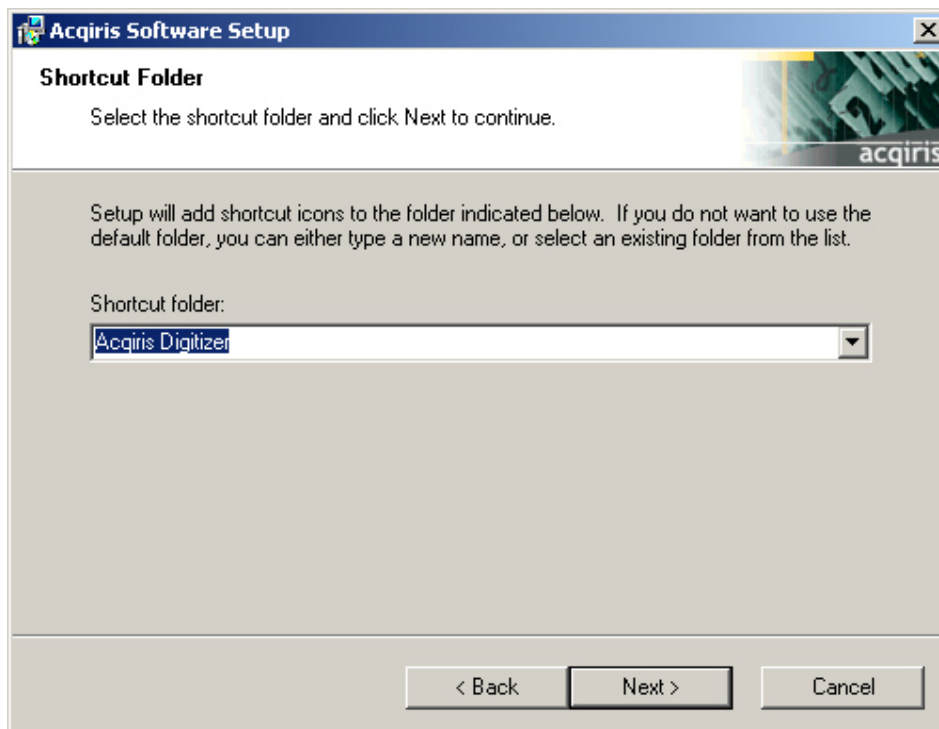 Acqiris Software Setup
Shortcut Folder
Select the shortcut folder and click Next to continue.
acqiris
Setup will add shortcut icons to the folder indicated below.  If you do not want to use the
default folder, you can either type a new name, or select an existing folder from the list.
Shortcut folder:
Acqiris Digitizer
< Back
Next >
Cancel